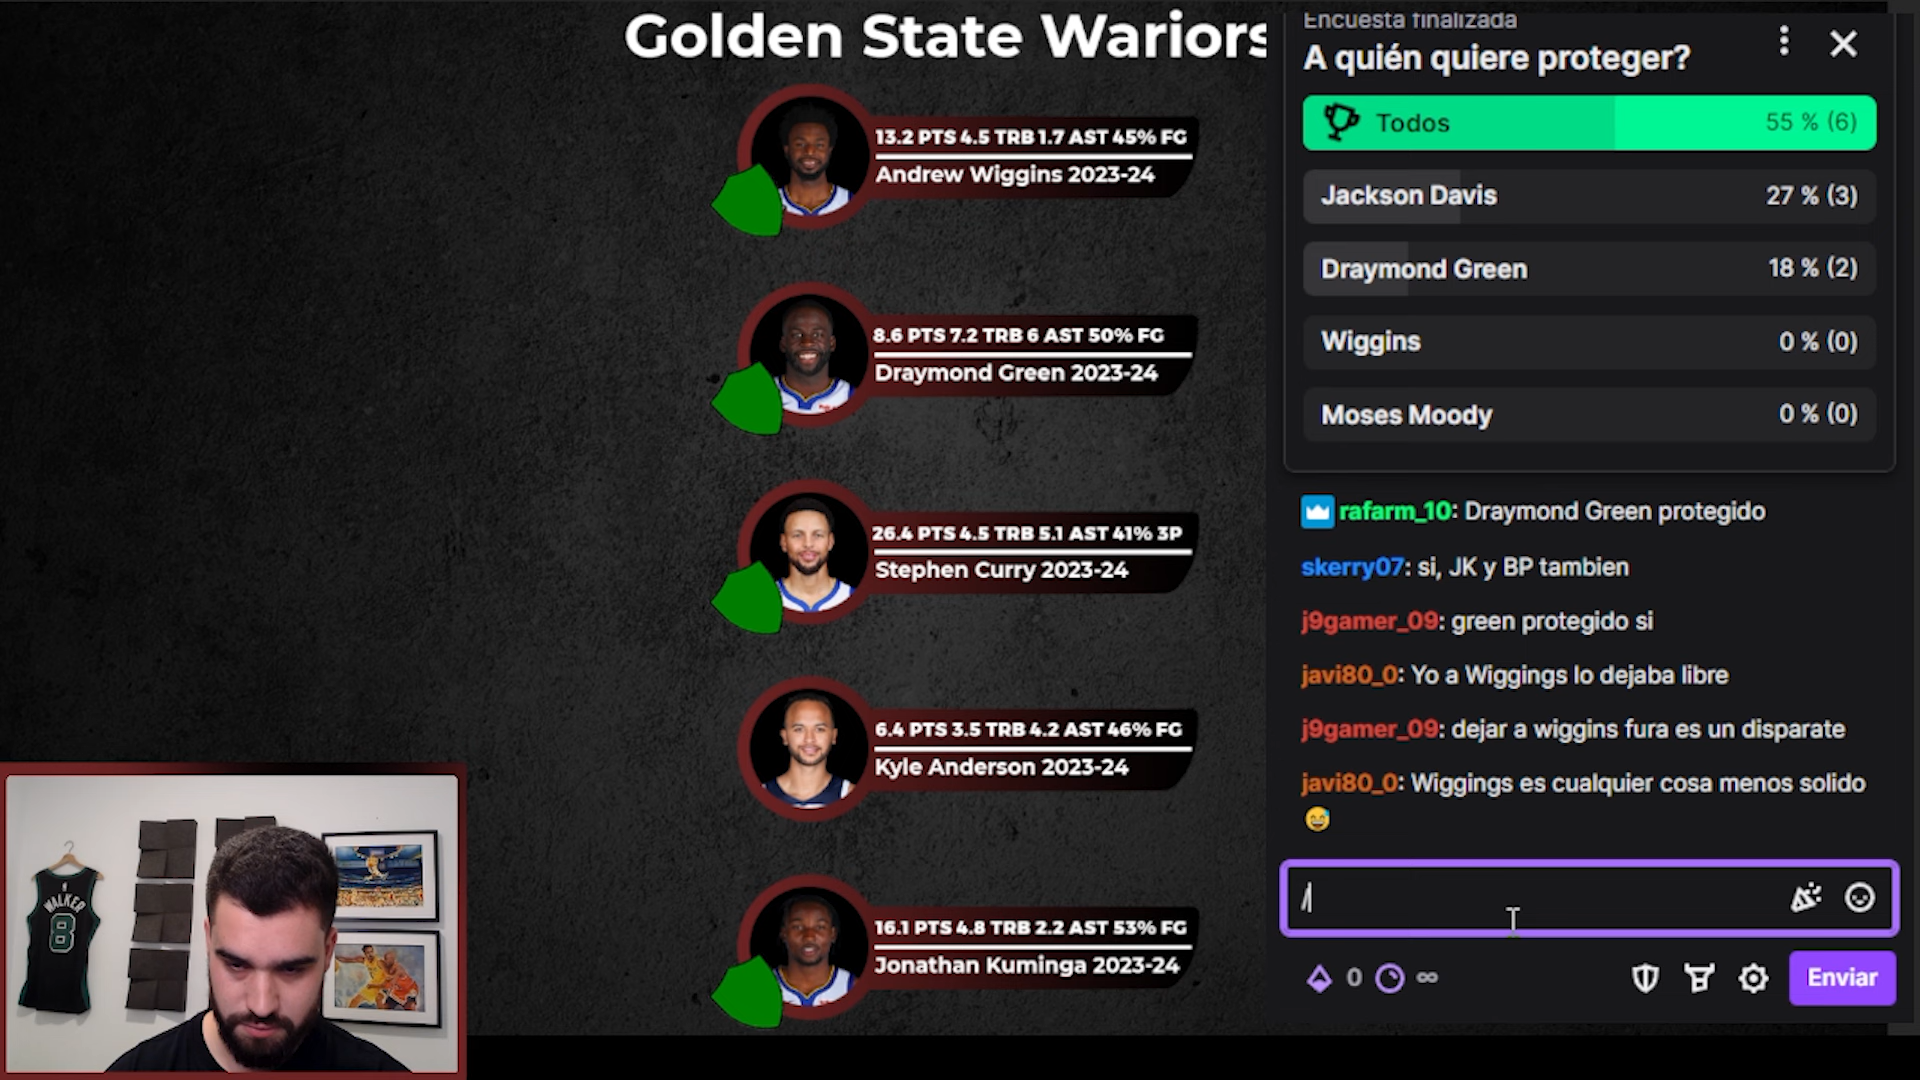 Golden State Wariors
13.2 PTS 4.5 TRB 1.7 AST 45% FG
Andrew Wiggins 2023-24
8.6 PTS 7.2 TRB 6 AST 50% FG
Draymond Green 2023-24
26.4 PTS 4.5 TRB 5.1 AST 41% 3P
Stephen Curry 2023-24
6.4 PTS 3.5 TRB 4.2 AST 46% FG
Kyle Anderson 2023-24
16.1 PTS 4.8 TRB 2.2 AST 53% FG
Jonathan Kuminga 2023-24
WALKER
8
Encuesta finalizada
A quién quiere proteger?
Todos 55 % (6)
Jackson Davis 27 % (3)
Draymond Green 18 % (2)
Wiggins 0 % (0)
Moses Moody 0 % (0)
rafarm_10: Draymond Green protegido
skerry07: si, JK y BP tambien
j9gamer_09: green protegido si
javi80_0: Yo a Wiggings lo dejaba libre
j9gamer_09: dejar a wiggins fura es un disparate
javi80_0: Wiggings es cualquier cosa menos solido 😅
/
0 ∞
Enviar